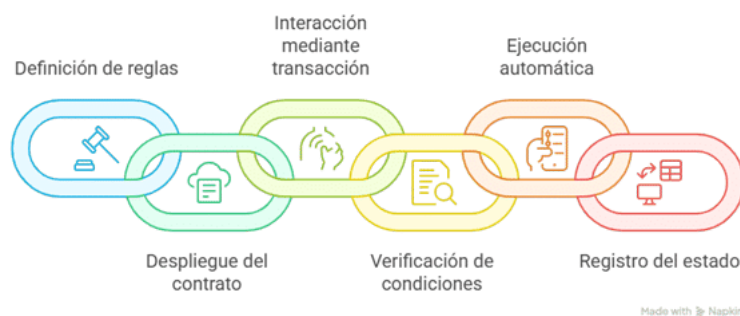 Definición de reglas
Interacción
mediante
transacción
Ejecución
automática
Despliegue del
contrato
Verificación de
condiciones
Registro del estado
Made with Napkin